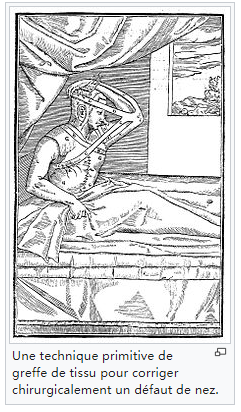 Une technique primitive de
greffe de tissu pour corriger
chirurgicalement un défaut de nez.